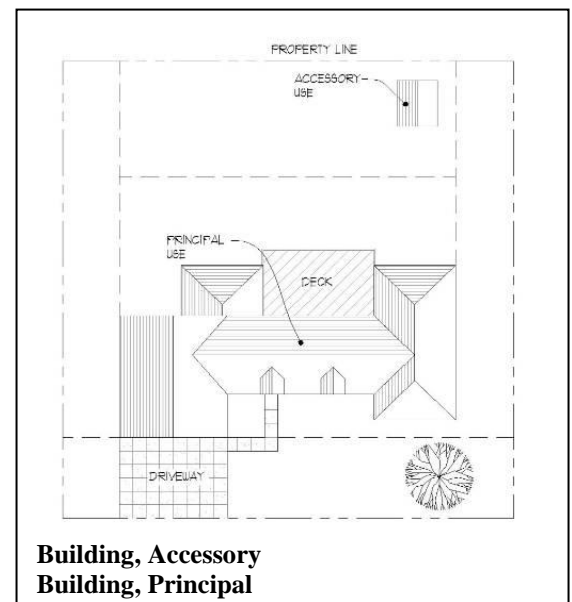 PROPERTY LINE
ACCESSORY
USE
PRINCIPAL
USE
DECK
DRIVEWAY
Building, Accessory
Building, Principal